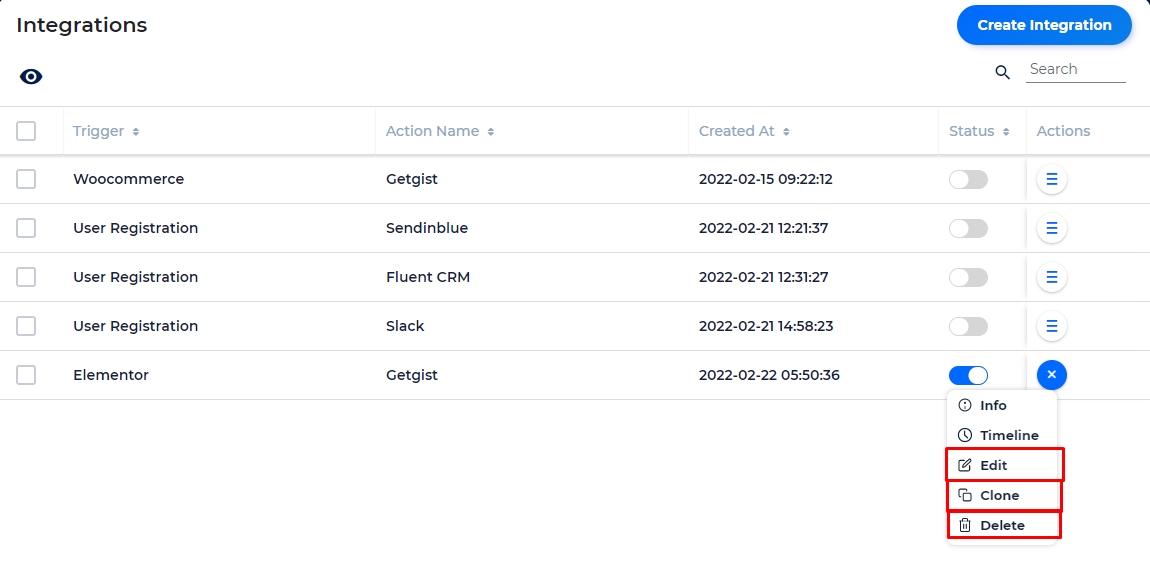 Integrations
Create Integration
Search
Trigger Action Name Created At Status Actions
Woocommerce Getgist 2022-02-15 09:22:12
User Registration Sendinblue 2022-02-21 12:21:37
User Registration Fluent CRM 2022-02-21 12:31:27
User Registration Slack 2022-02-21 14:58:23
Elementor Getgist 2022-02-22 05:50:36
Info
Timeline
Edit
Clone
Delete